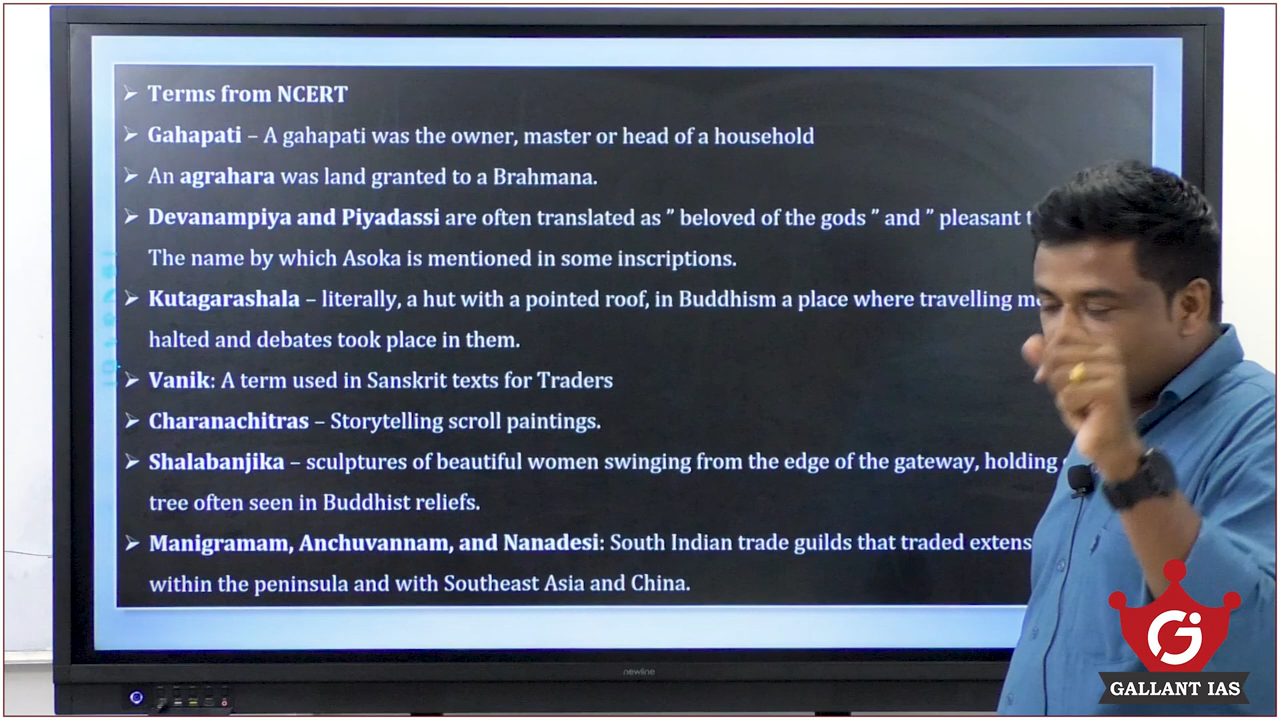 ➢ Terms from NCERT
➢ Gahapati – A gahapati was the owner, master or head of a household
➢ An agrahara was land granted to a Brahmana.
➢ Devanampiya and Piyadassi are often translated as ” beloved of the gods ” and ” pleasant
The name by which Asoka is mentioned in some inscriptions.
➢ Kutagarashala – literally, a hut with a pointed roof, in Buddhism a place where travelling
halted and debates took place in them.
➢ Vanik: A term used in Sanskrit texts for Traders
➢ Charanachitras – Storytelling scroll paintings.
➢ Shalabanjika – sculptures of beautiful women swinging from the edge of the gateway, holding
tree often seen in Buddhist reliefs.
➢ Manigramam, Anchuvannam, and Nanadesi: South Indian trade guilds that traded
within the peninsula and with Southeast Asia and China.
newline
GALLANT IAS